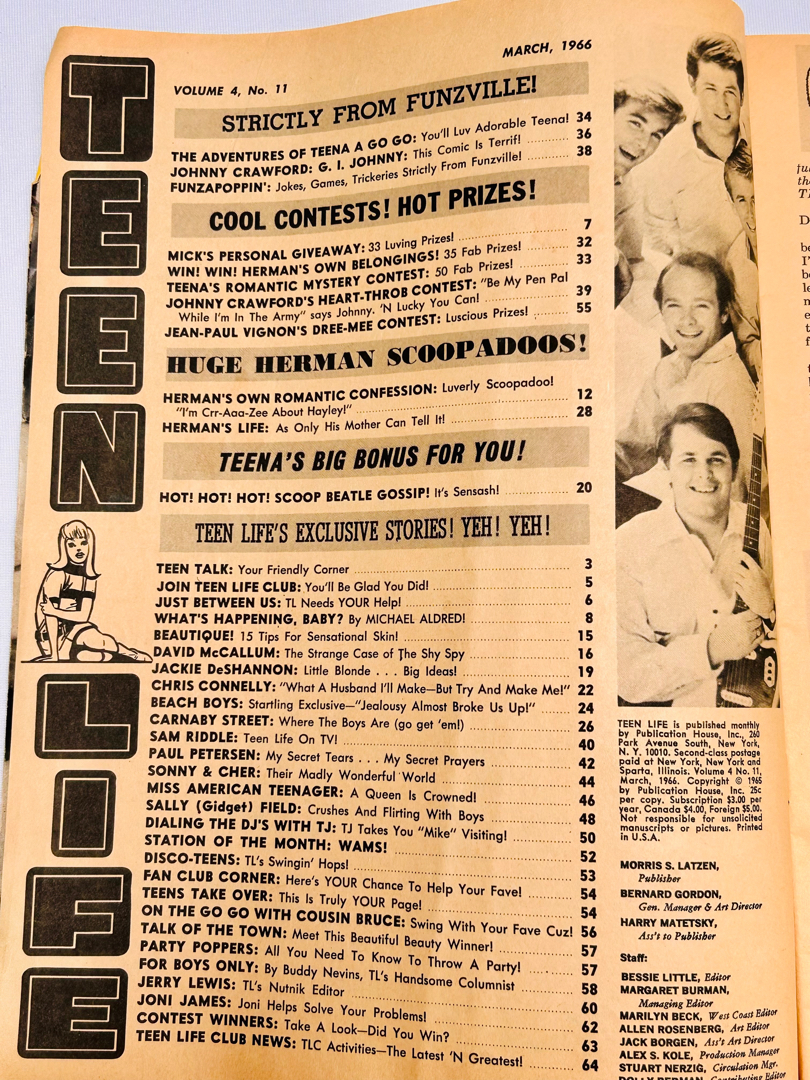 TEEN LIFE
MARCH, 1966
VOLUME 4, No. 11
STRICTLY FROM FUNZVILLE!
THE ADVENTURES OF TEENA A GO GO: You'll Luv Adorable Teena! 34
JOHNNY CRAWFORD: G. I. JOHNNY: This Comic Is Terrif! 36
FUNZAPOPPIN': Jokes, Games, Trickeries Strictly From Funzville! 38
COOL CONTESTS! HOT PRIZES!
MICK'S PERSONAL GIVEAWAY: 33 Luving Prizes! 7
WIN! WIN! HERMAN'S OWN BELONGINGS! 35 Fab Prizes! 32
TEENA'S ROMANTIC MYSTERY CONTEST: 50 Fab Prizes! 33
JOHNNY CRAWFORD'S HEART-THROB CONTEST: "Be My Pen Pal
While I'm In The Army" says Johnny. 'N Lucky You Can! 39
JEAN-PAUL VIGNON'S DREE-MEE CONTEST: Luscious Prizes! 55
HUGE HERMAN SCOOPADOOS!
HERMAN'S OWN ROMANTIC CONFESSION: Luverly Scoopadoo!
"I'm Crr-Aaa-Zee About Hayley!" 12
HERMAN'S LIFE: As Only His Mother Can Tell It! 28
TEENA'S BIG BONUS FOR YOU!
HOT! HOT! HOT! SCOOP BEATLE GOSSIP! It's Sensash! 20
TEEN LIFE'S EXCLUSIVE STORIES! YEH! YEH!
TEEN TALK: Your Friendly Corner 3
JOIN TEEN LIFE CLUB: You'll Be Glad You Did! 5
JUST BETWEEN US: TL Needs YOUR Help! 6
WHAT'S HAPPENING, BABY? By MICHAEL ALDRED! 8
BEAUTIQUE! 15 Tips For Sensational Skin! 15
DAVID McCALLUM: The Strange Case of The Shy Spy 16
JACKIE DeSHANNON: Little Blonde . . . Big Ideas! 19
CHRIS CONNELLY: "What A Husband I'll Make—But Try And Make Me!" 22
BEACH BOYS: Startling Exclusive—"Jealousy Almost Broke Us Up!" 24
CARNABY STREET: Where The Boys Are (go get 'em!) 26
SAM RIDDLE: Teen Life On TV! 40
PAUL PETERSEN: My Secret Tears . . . My Secret Prayers 42
SONNY & CHER: Their Madly Wonderful World 44
MISS AMERICAN TEENAGER: A Queen Is Crowned! 46
SALLY (Gidget) FIELD: Crushes And Flirting With Boys 48
DIALING THE DJ'S WITH TJ: TJ Takes You "Mike" Visiting! 50
STATION OF THE MONTH: WAMS! 52
DISCO-TEENS: TL's Swingin' Hops! 53
FAN CLUB CORNER: Here's YOUR Chance To Help Your Fave! 54
TEENS TAKE OVER: This Is Truly YOUR Page! 54
ON THE GO GO WITH COUSIN BRUCE: Swing With Your Fave Cuz! 56
TALK OF THE TOWN: Meet This Beautiful Beauty Winner! 57
PARTY POPPERS: All You Need To Know To Throw A Party! 57
FOR BOYS ONLY: By Buddy Nevins, TL's Handsome Columnist 58
JERRY LEWIS: TL's Nutnik Editor 60
JONI JAMES: Joni Helps Solve Your Problems! 62
CONTEST WINNERS: Take A Look—Did You Win? 63
TEEN LIFE CLUB NEWS: TLC Activities—The Latest 'N Greatest! 64
TEEN LIFE is published monthly
by Publication House, Inc., 260
Park Avenue South, New York,
N. Y. 10010. Second-class postage
paid at New York, New York and
Sparta, Illinois. Volume 4 No. 11,
March, 1966. Copyright © 1965
by Publication House, Inc. 25c
per copy. Subscription $3.00 per
year, Canada $4.00, Foreign $5.00.
Not responsible for unsolicited
manuscripts or pictures. Printed
in U.S.A.
MORRIS S. LATZEN,
Publisher
BERNARD GORDON,
Gen. Manager & Art Director
HARRY MATETSKY,
Ass't to Publisher
Staff:
BESSIE LITTLE, Editor
MARGARET BURMAN,
Managing Editor
MARILYN BECK, West Coast Editor
ALLEN ROSENBERG, Art Editor
JACK BORGEN, Ass't Art Director
ALEX S. KOLE, Production Manager
STUART NERZIG, Circulation Mgr.
Contributing Editor